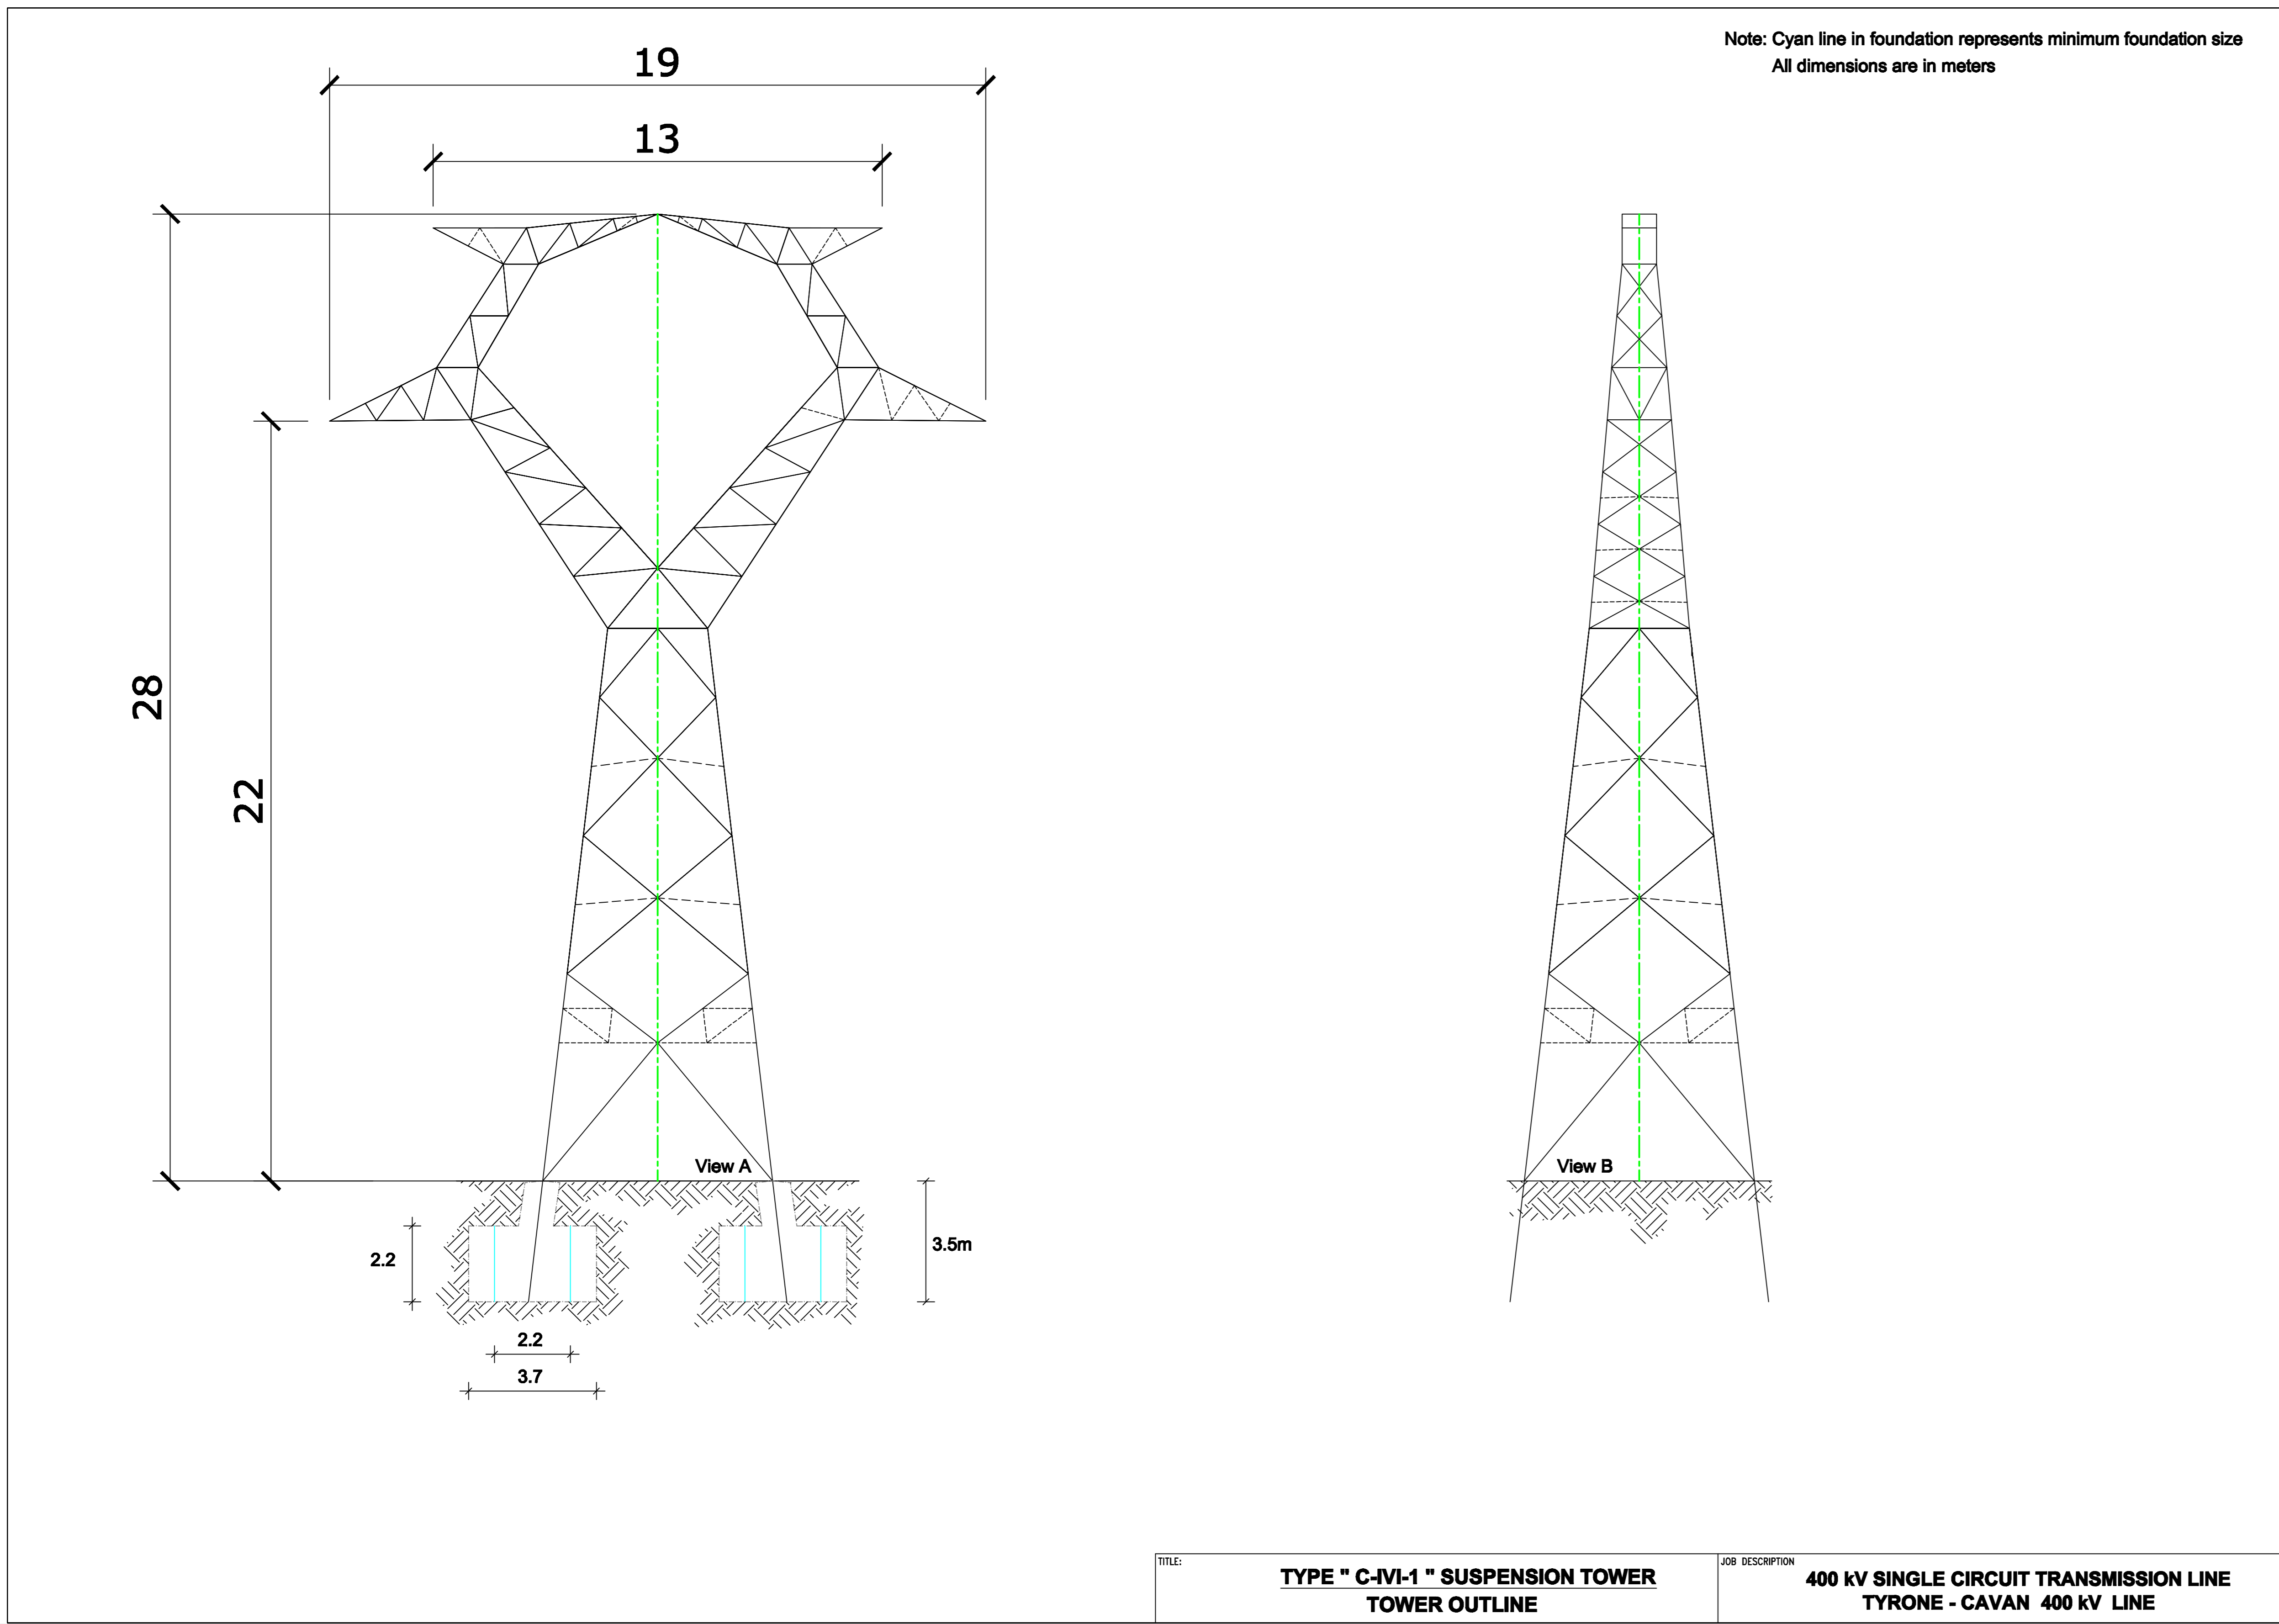 Note: Cyan line in foundation represents minimum foundation size
All dimensions are in meters
19
13
28
22
View A
View B
2.2
3.5m
2.2
3.7
TITLE:
TYPE " C-IVI-1 " SUSPENSION TOWER
TOWER OUTLINE
JOB DESCRIPTION
400 kV SINGLE CIRCUIT TRANSMISSION LINE
TYRONE - CAVAN 400 kV LINE